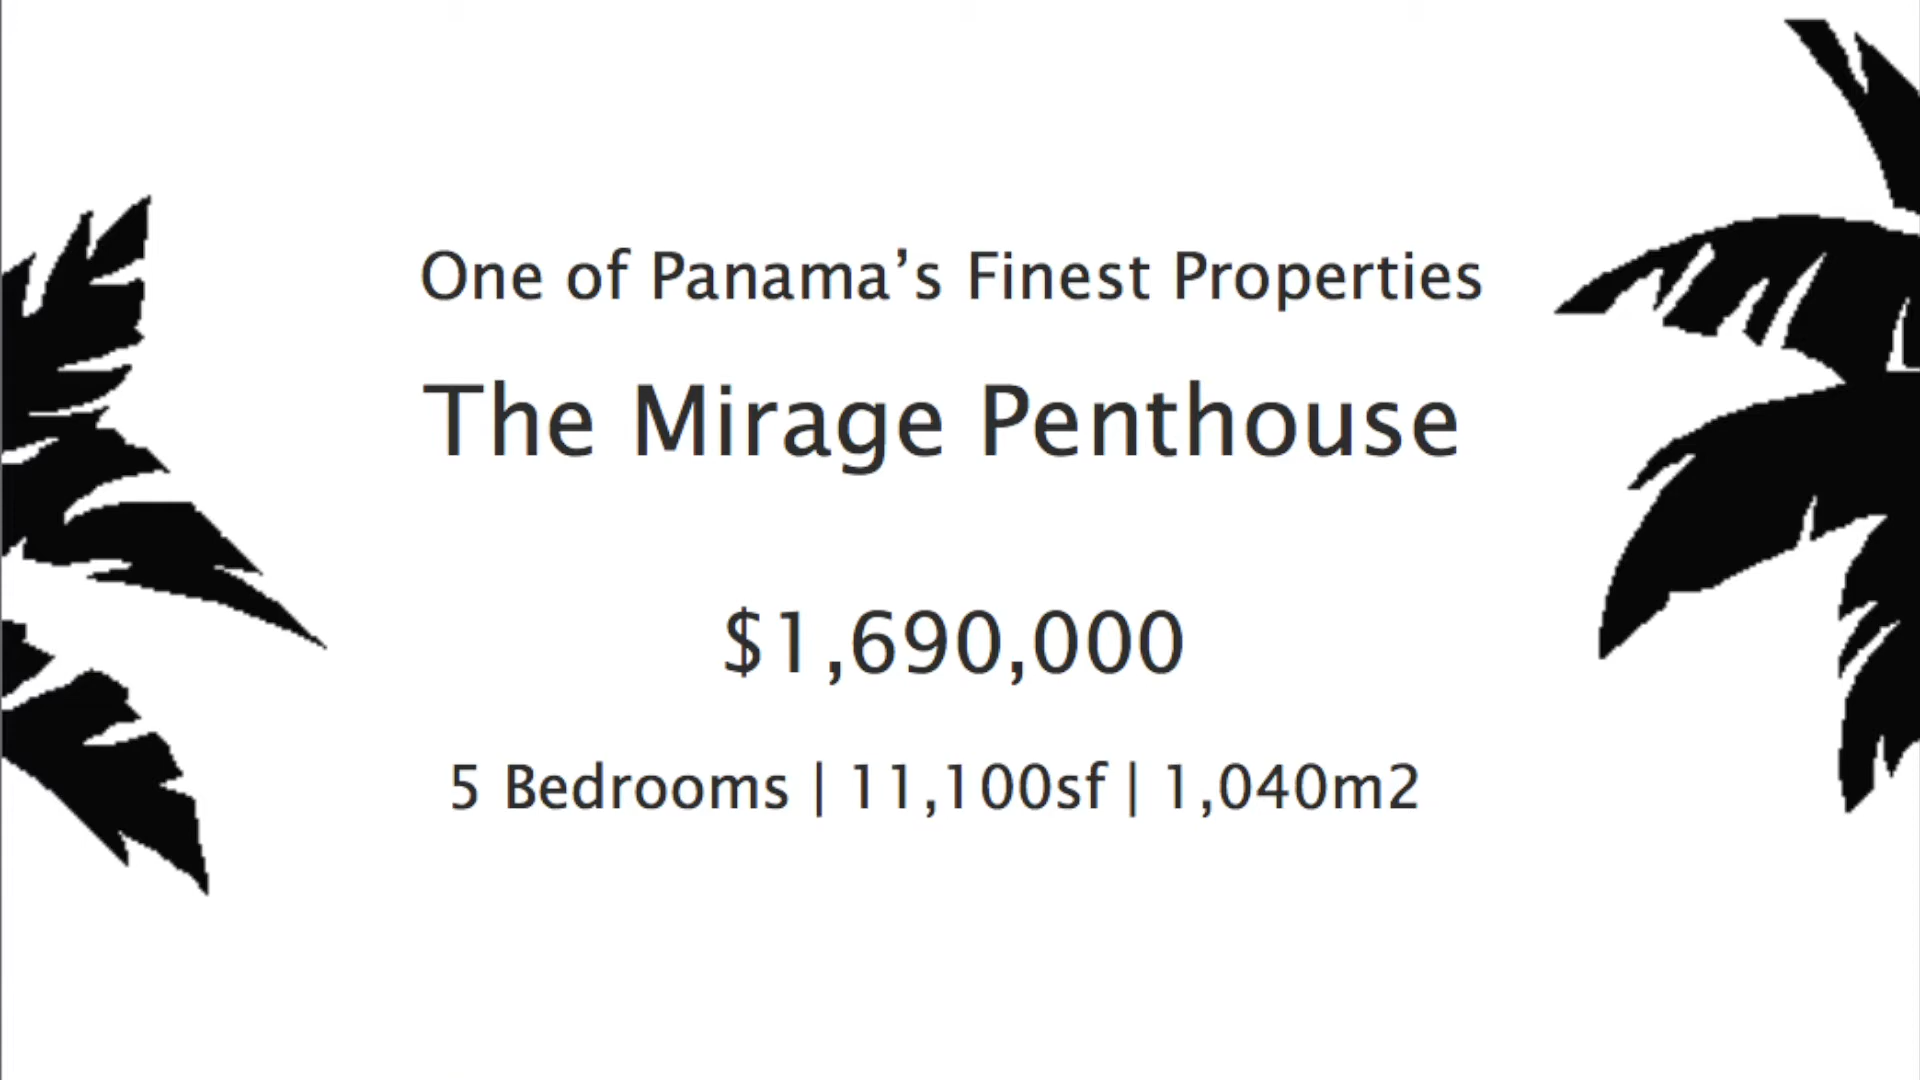 One of Panama’s Finest Properties
The Mirage Penthouse
$1,690,000
5 Bedrooms | 11,100sf | 1,040m2